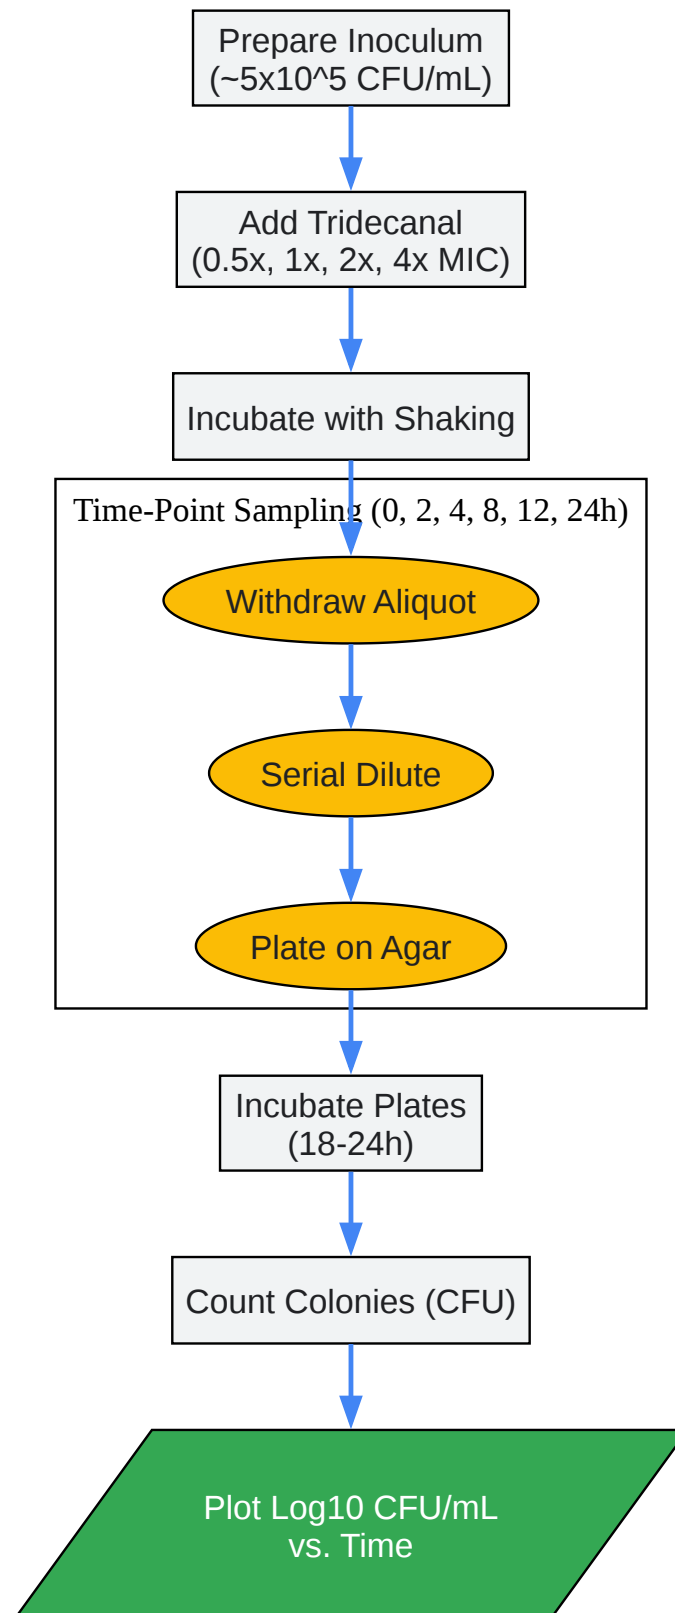 Prepare Inoculum
(~5x10^5 CFU/mL)
Add Tridecanal
(0.5x, 1x, 2x, 4x MIC)
Incubate with Shaking
Time-Point Sampling (0, 2, 4, 8, 12, 24h)
Withdraw Aliquot
Serial Dilute
Plate on Agar
Incubate Plates
(18-24h)
Count Colonies (CFU)
Plot Log10 CFU/mL
vs. Time